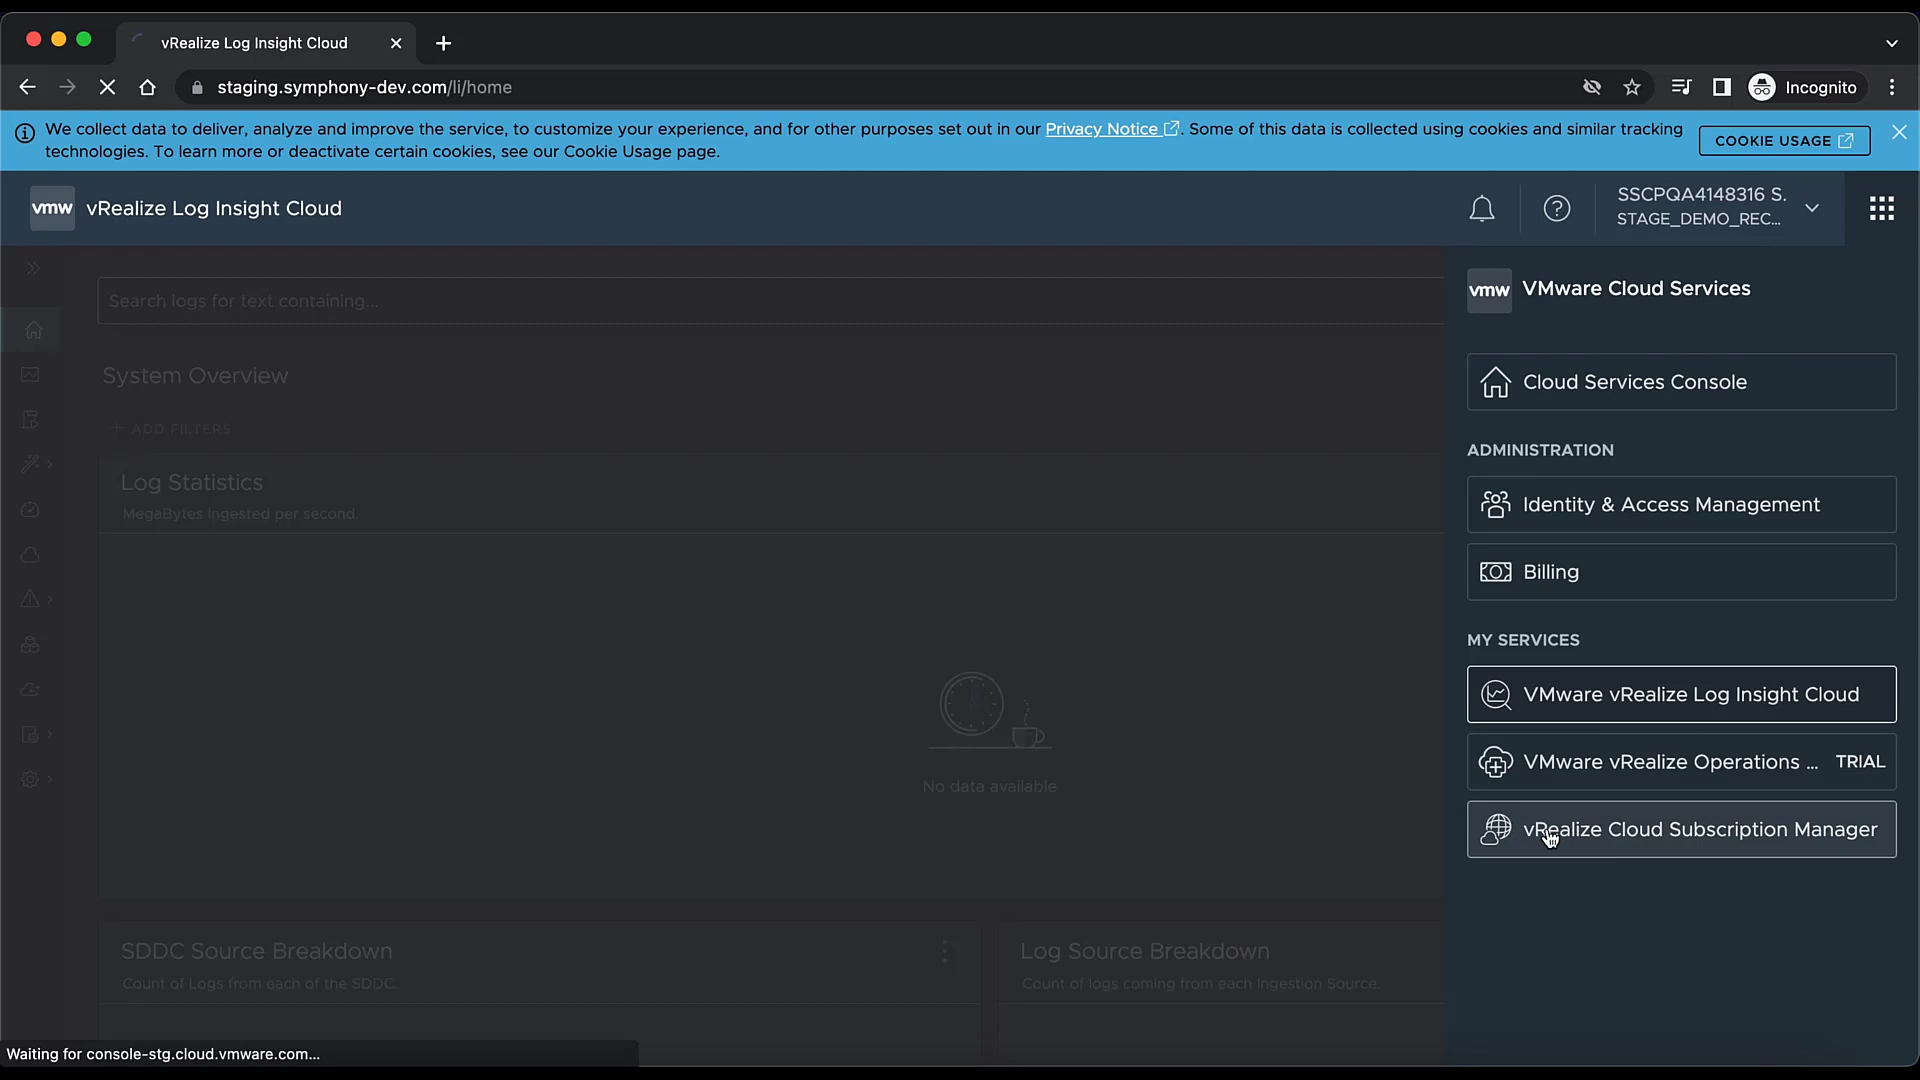 vRealize Log Insight Cloud
staging.symphony-dev.com/li/home
Incognito
We collect data to deliver, analyze and improve the service, to customize your experience, and for other purposes set out in our Privacy Notice. Some of this data is collected using cookies and similar tracking
technologies. To learn more or deactivate certain cookies, see our Cookie Usage page.
COOKIE USAGE
vmw vRealize Log Insight Cloud
SSCPQA4148316 S.
STAGE_DEMO_REC...
Search logs for text containing...
System Overview
+ ADD FILTERS
Log Statistics
MegaBytes Ingested per second.
No data available
SDDC Source Breakdown
Count of Logs from each of the SDDC.
Log Source Breakdown
Count of logs coming from each Ingestion Source.
vmw VMware Cloud Services
Cloud Services Console
ADMINISTRATION
Identity & Access Management
Billing
MY SERVICES
VMware vRealize Log Insight Cloud
VMware vRealize Operations ... TRIAL
vRealize Cloud Subscription Manager
Waiting for console-stg.cloud.vmware.com...